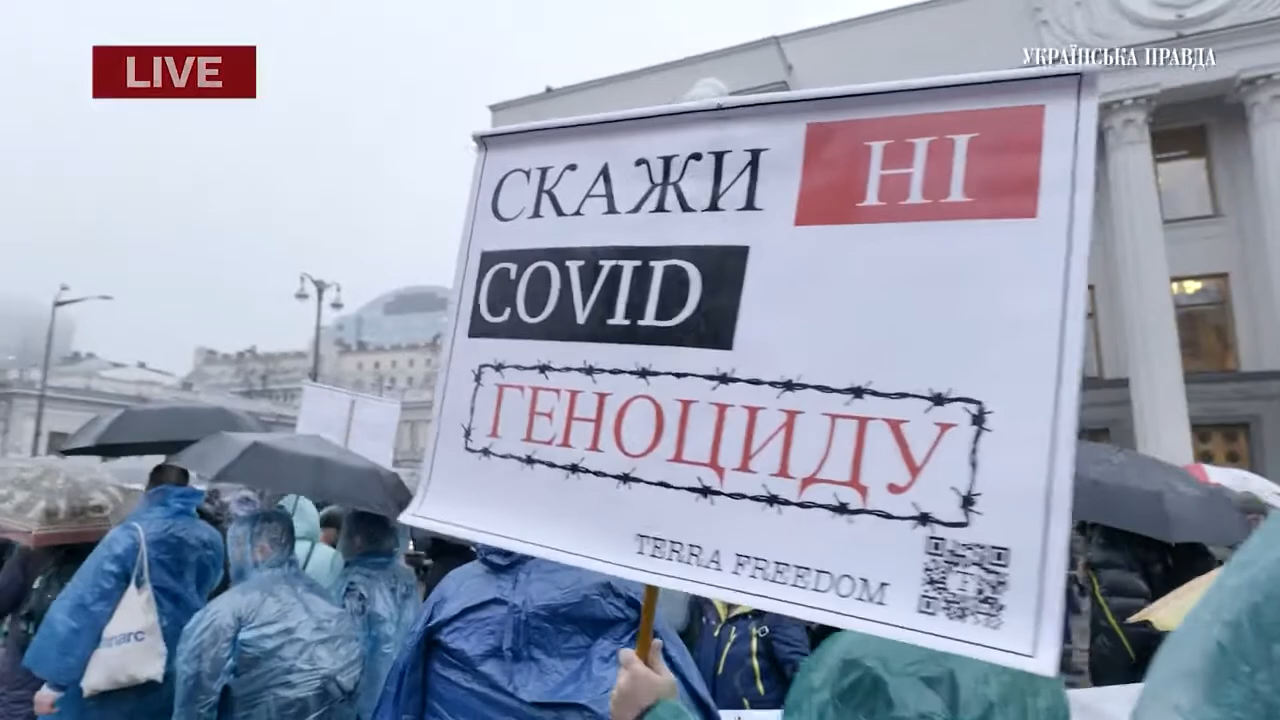 LIVE
УКРАЇНСЬКА ПРАВДА
СКАЖИ НІ
COVID
ГЕНОЦИДУ
TERRA FREEDOM